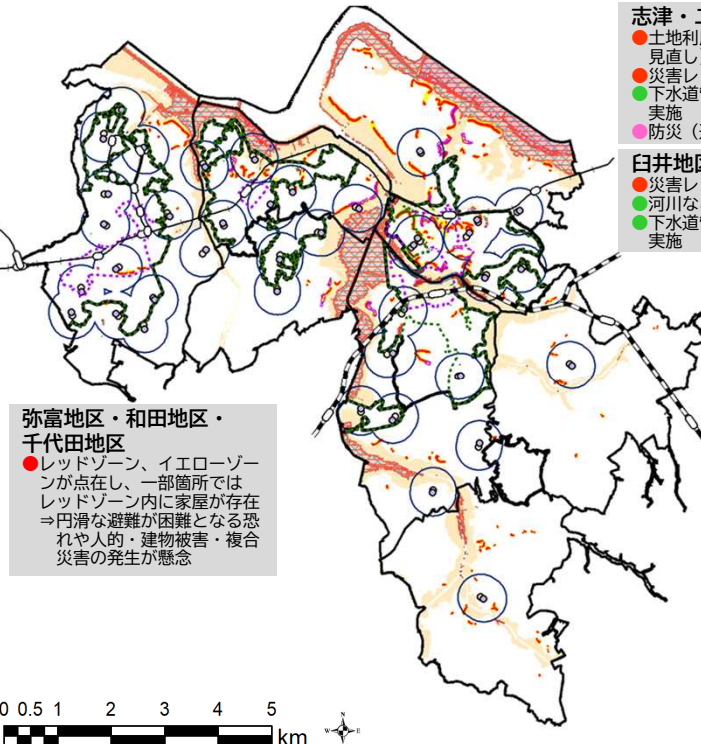 志津・
●土地利
見直し
●災害レ
●下水道
実施
●防災（
臼井地区
●災害レ
●河川な
●下水道
実施
弥富地区・和田地区・
千代田地区
●レッドゾーン、イエローゾー
ンが点在し、一部箇所では
レッドゾーン内に家屋が存在
⇒円滑な避難が困難となる恐
れや人的・建物被害・複合
災害の発生が懸念
0 0.5 1 2 3 4 5
km
N
W E
S